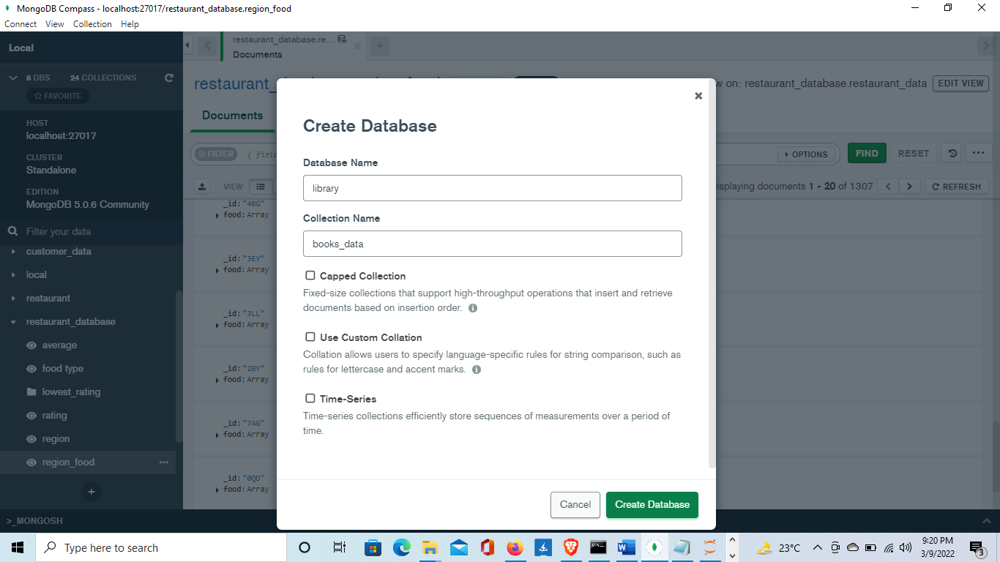 MongoDB Compass - localhost:27017/restaurant_database.region_food
Connect View Collection Help
Local
8 DBS 24 COLLECTIONS
FAVORITE
HOST
localhost:27017
CLUSTER
Standalone
EDITION
MongoDB 5.0.6 Community
Filter your data
customer_data
local
restaurant
restaurant_database
average
food type
lowest_rating
rating
region
region_food
>_MONGOSH
restaurant_database.re...
Documents
restaurant_
on: restaurant_database.restaurant_data EDIT VIEW
Documents
FILTER { OPTIONS FIND RESET
VIEW
displaying documents 1 - 20 of 1307 REFRESH
_id: "4BG"
food: Array
_id: "3EY"
food: Array
_id: "3LL"
food: Array
_id: "2BY"
food: Array
_id: "7AG"
food: Array
_id: "0QD"
food: Array
Create Database
Database Name
library
Collection Name
books_data
Capped Collection
Fixed-size collections that support high-throughput operations that insert and retrieve
documents based on insertion order.
Use Custom Collation
Collation allows users to specify language-specific rules for string comparison, such as
rules for lettercase and accent marks.
Time-Series
Time-series collections efficiently store sequences of measurements over a period of
time.
Cancel Create Database
Type here to search
23°C
9:20 PM
3/9/2022
3